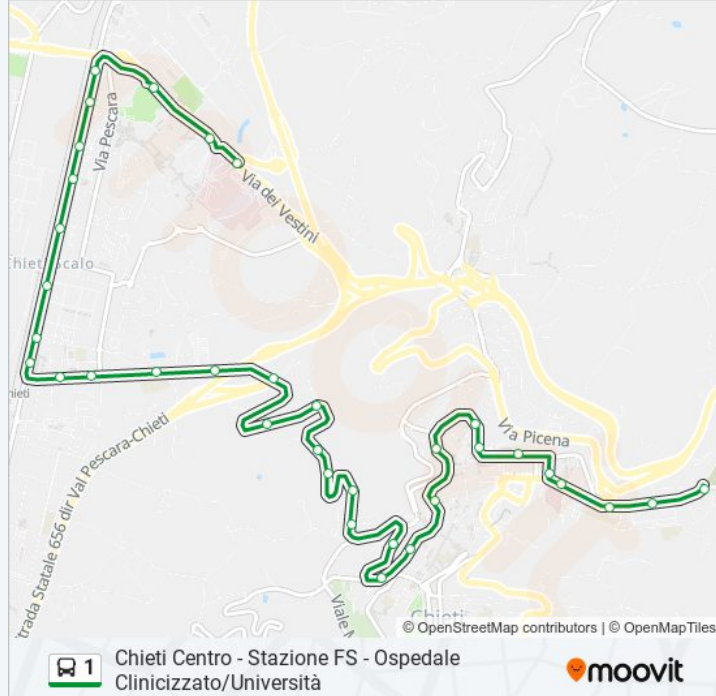 Via Pescara
Via dei Vestini
Chieti Scalo
hieti
Strada Statale 656 dir Val Pescara-Chieti
Via Picena
Viale
Chieti
© OpenStreetMap contributors | © OpenMapTiles
1
Chieti Centro - Stazione FS - Ospedale
Clinicizzato/Università
moovit